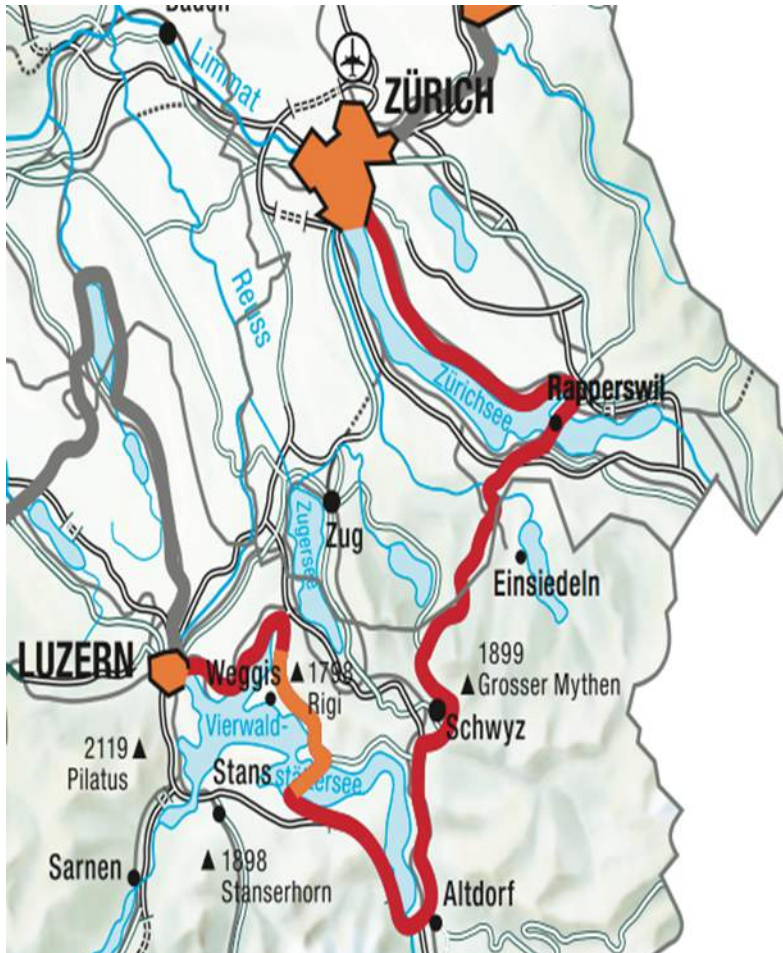 Baden
Limmat
ZÜRICH
Reuss
Zürichsee
Rapperswil
Zugersee
Zug
Einsiedeln
LUZERN
Weggis
1798
Rigi
1899
Grosser Mythen
Schwyz
Vierwald-
stättersee
2119
Pilatus
Stans
1898
Stanserhorn
Sarnen
Altdorf